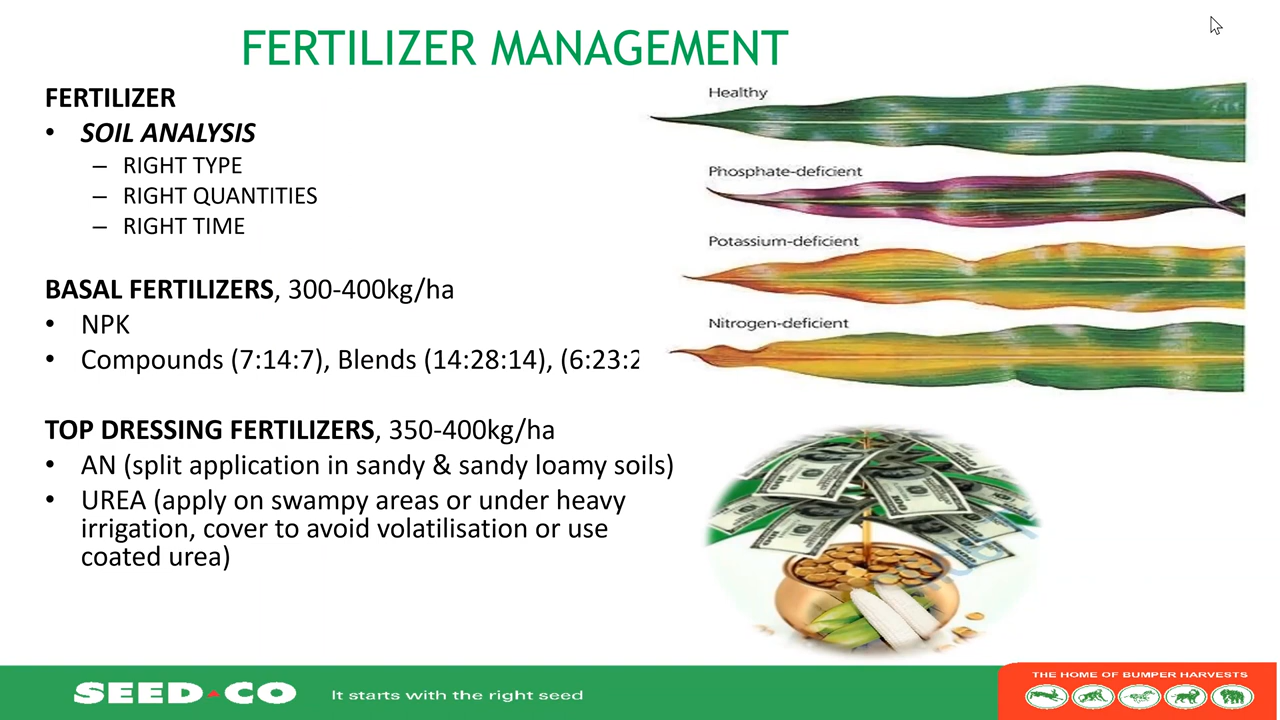 FERTILIZER MANAGEMENT
FERTILIZER
• SOIL ANALYSIS
– RIGHT TYPE
– RIGHT QUANTITIES
– RIGHT TIME
BASAL FERTILIZERS, 300-400kg/ha
• NPK
• Compounds (7:14:7), Blends (14:28:14), (6:23:2
TOP DRESSING FERTILIZERS, 350-400kg/ha
• AN (split application in sandy & sandy loamy soils)
• UREA (apply on swampy areas or under heavy
irrigation, cover to avoid volatilisation or use
coated urea)
Healthy
Phosphate-deficient
Potassium-deficient
Nitrogen-deficient
SEED CO
It starts with the right seed
THE HOME OF BUMPER HARVESTS